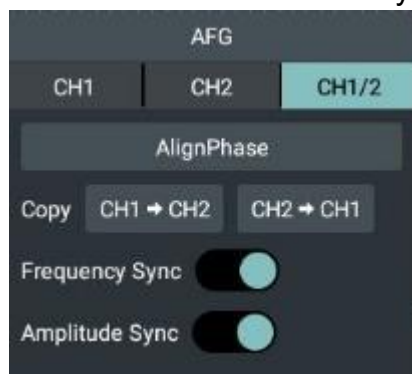 AFG
CH1 CH2 CH1/2
AlignPhase
Copy CH1 → CH2 CH2 → CH1
Frequency Sync
Amplitude Sync